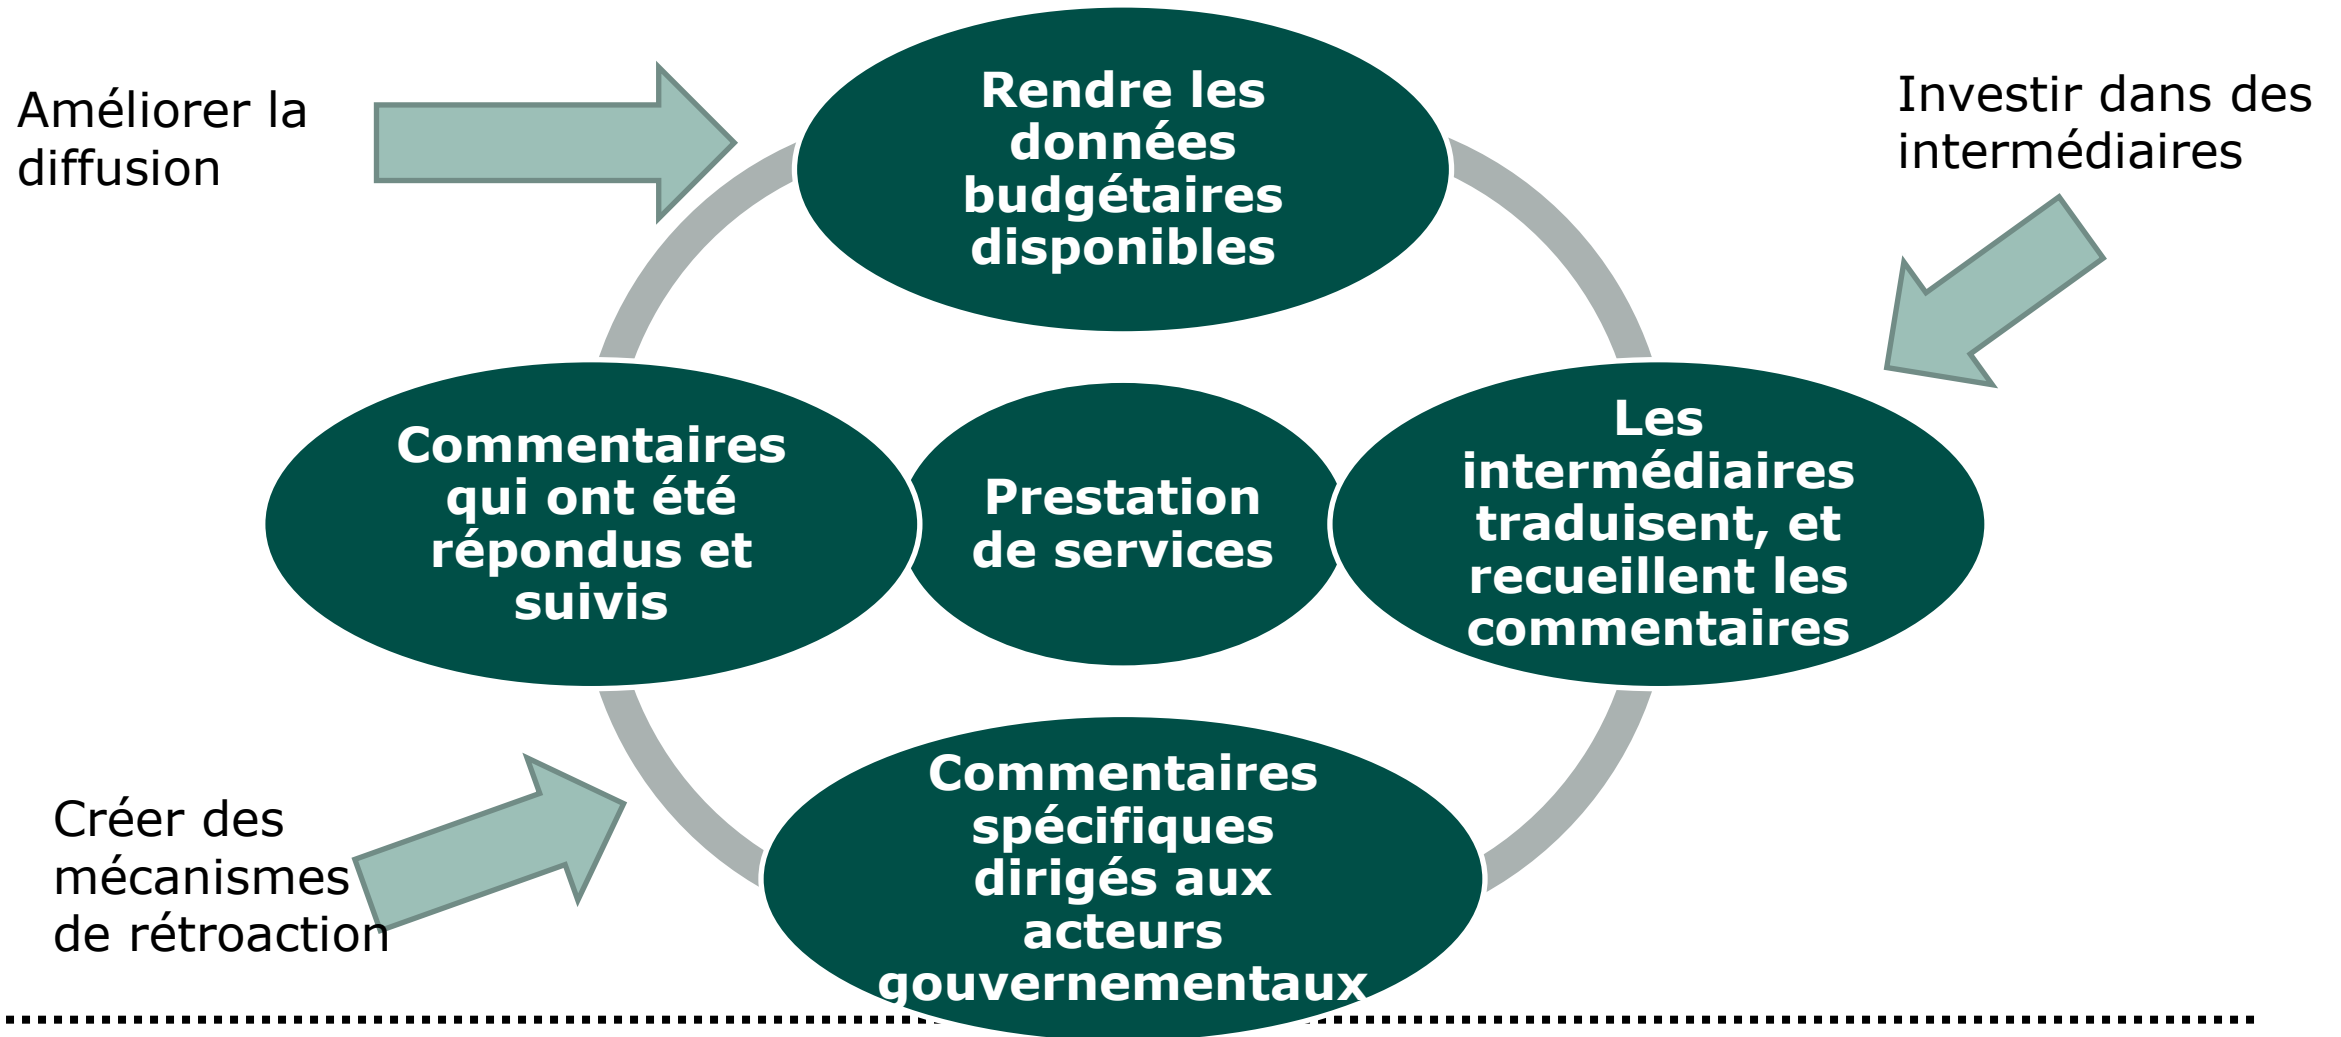 Améliorer la
diffusion
Rendre les
données
budgétaires
disponibles
Investir dans des
intermédiaires
Commentaires
qui ont été
répondus et
suivis
Prestation
de services
Les
intermédiaires
traduisent, et
recueillent les
commentaires
Créer des
mécanismes
de rétroaction
Commentaires
spécifiques
dirigés aux
acteurs
gouvernementaux